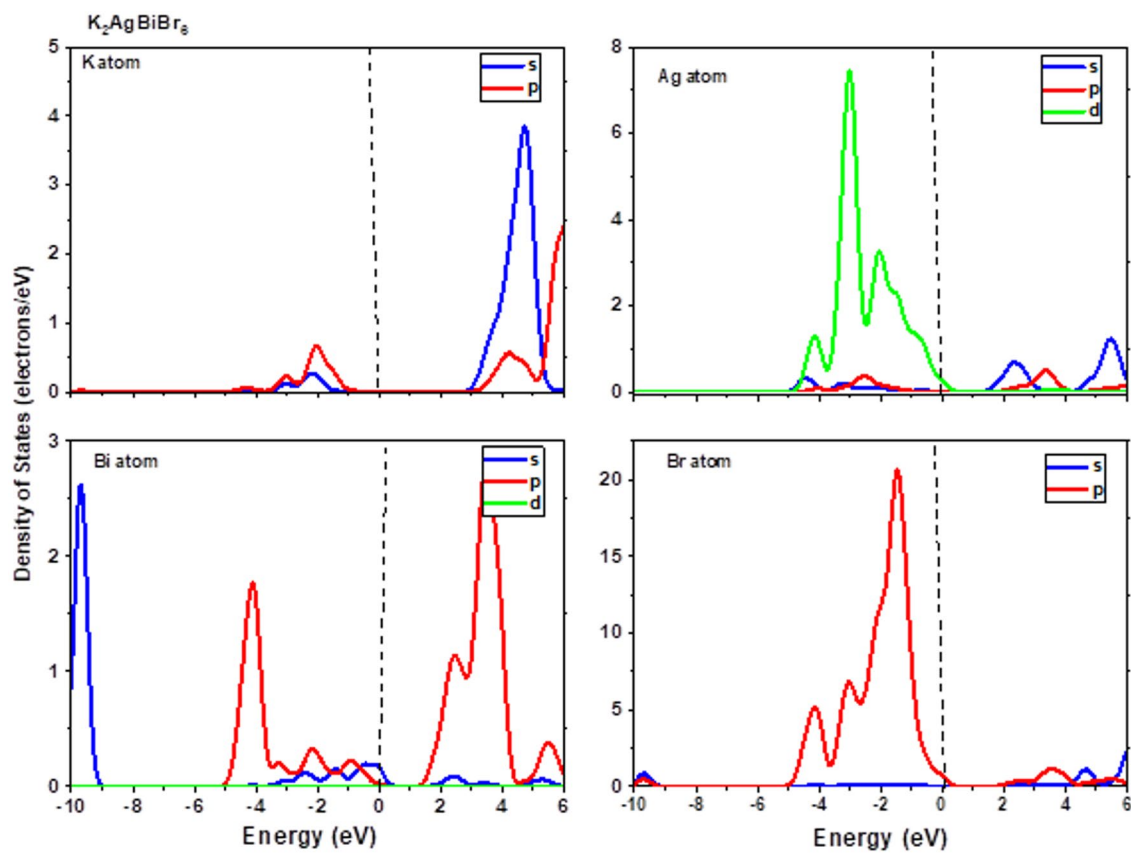 K₂AgBiBr₆
K atom
s
p
5
4
3
2
1
0
Ag atom
s
p
d
8
6
4
2
0
Density of States (electrons/eV)
Bi atom
s
p
d
3
2
1
0
-10 -8 -6 -4 -2 0 2 4 6
Energy (eV)
Br atom
s
p
20
15
10
5
0
-10 -8 -6 -4 -2 0 2 4 6
Energy (eV)